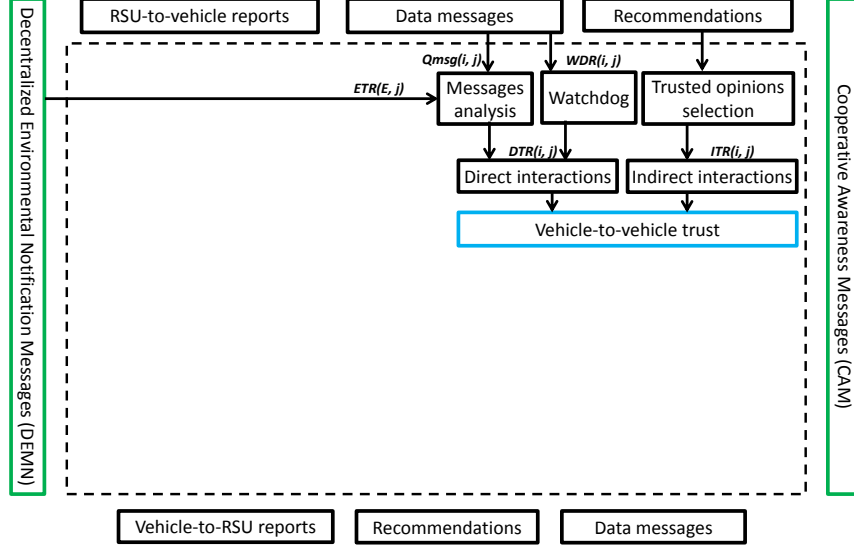 RSU-to-vehicle reports
Data messages
Recommendations
Decentralized Environmental Notification Messages (DEMN)
Cooperative Awareness Messages (CAM)
Qmsg(i, j)
WDR(i, j)
ETR(E, j)
Messages
analysis
Watchdog
Trusted opinions
selection
DTR(i, j)
ITR(i, j)
Direct interactions
Indirect interactions
Vehicle-to-vehicle trust
Vehicle-to-RSU reports
Recommendations
Data messages